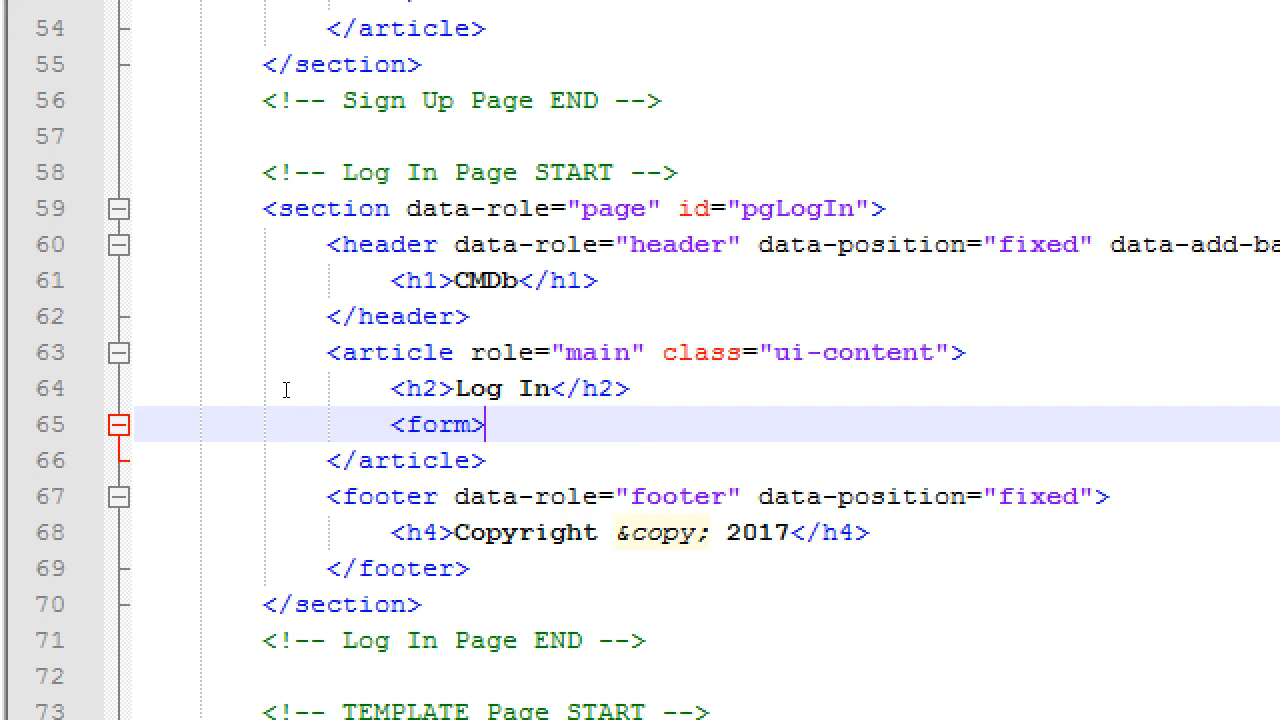 54 </article>
55 </section>
56 <!-- Sign Up Page END -->
57
58 <!-- Log In Page START -->
59 <section data-role="page" id="pgLogIn">
60 <header data-role="header" data-position="fixed" data-add-ba
61 <h1>CMDb</h1>
62 </header>
63 <article role="main" class="ui-content">
64 <h2>Log In</h2>
65 <form>
66 </article>
67 <footer data-role="footer" data-position="fixed">
68 <h4>Copyright &copy; 2017</h4>
69 </footer>
70 </section>
71 <!-- Log In Page END -->
72
73 <!-- TEMPLATE Page START -->